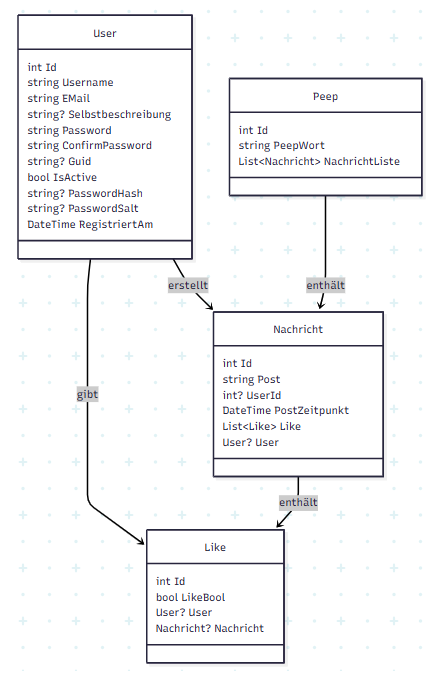 User
int Id
string Username
string EMail
string? Selbstbeschreibung
string Password
string ConfirmPassword
string? Guid
bool IsActive
string? PasswordHash
string? PasswordSalt
DateTime RegistriertAm
Peep
int Id
string PeepWort
List<Nachricht> NachrichtListe
erstellt
enthält
Nachricht
int Id
string Post
int? UserId
DateTime PostZeitpunkt
List<Like> Like
User? User
gibt
enthält
Like
int Id
bool LikeBool
User? User
Nachricht? Nachricht